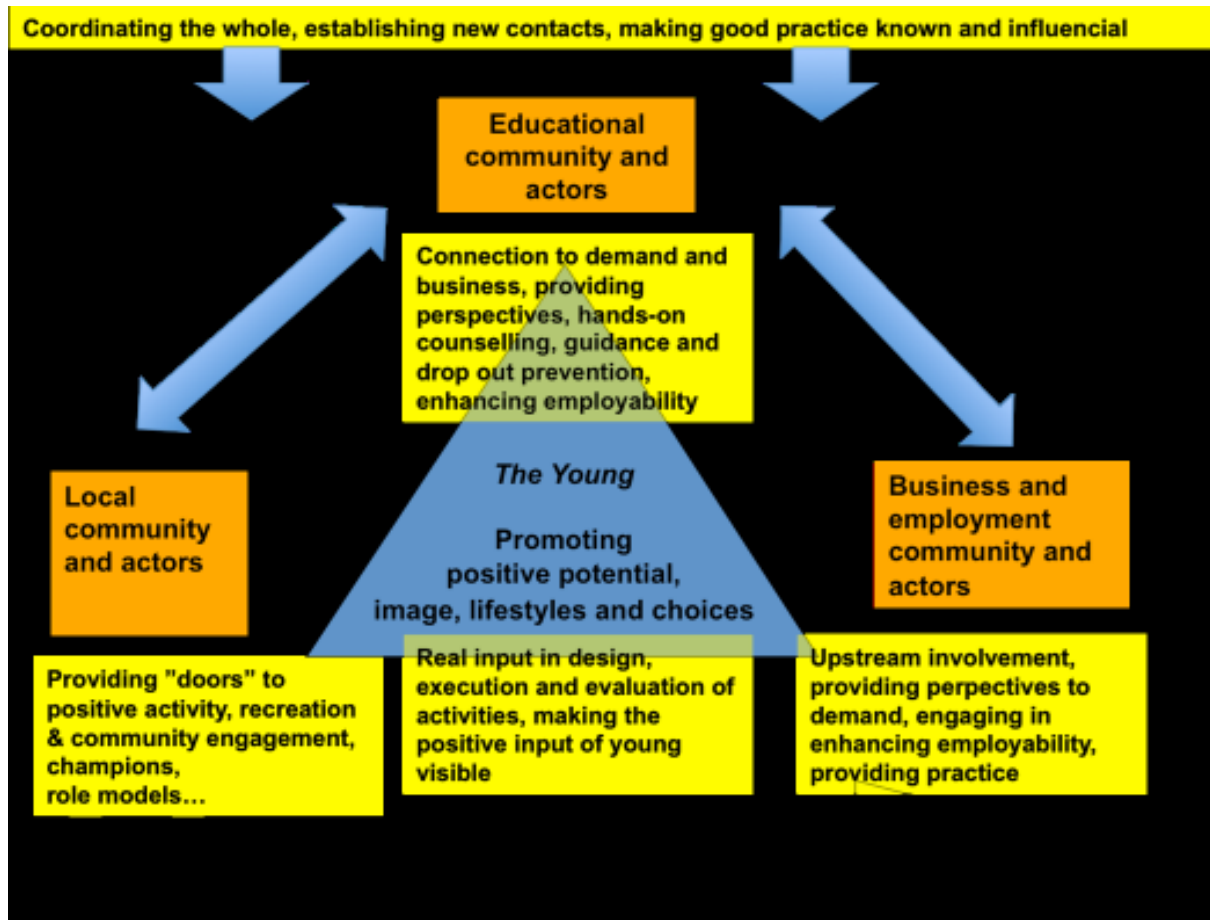 Coordinating the whole, establishing new contacts, making good practice known and influencial
Educational
community and
actors
Connection to demand and
business, providing
perspectives, hands-on
counselling, guidance and
drop out prevention,
enhancing employability
The Young
Promoting
positive potential,
image, lifestyles and choices
Local
community
and actors
Business and
employment
community and
actors
Providing "doors" to
positive activity, recreation
& community engagement,
champions,
role models…
Real input in design,
execution and evaluation of
activities, making the
positive input of young
visible
Upstream involvement,
providing perpectives to
demand, engaging in
enhancing employability,
providing practice